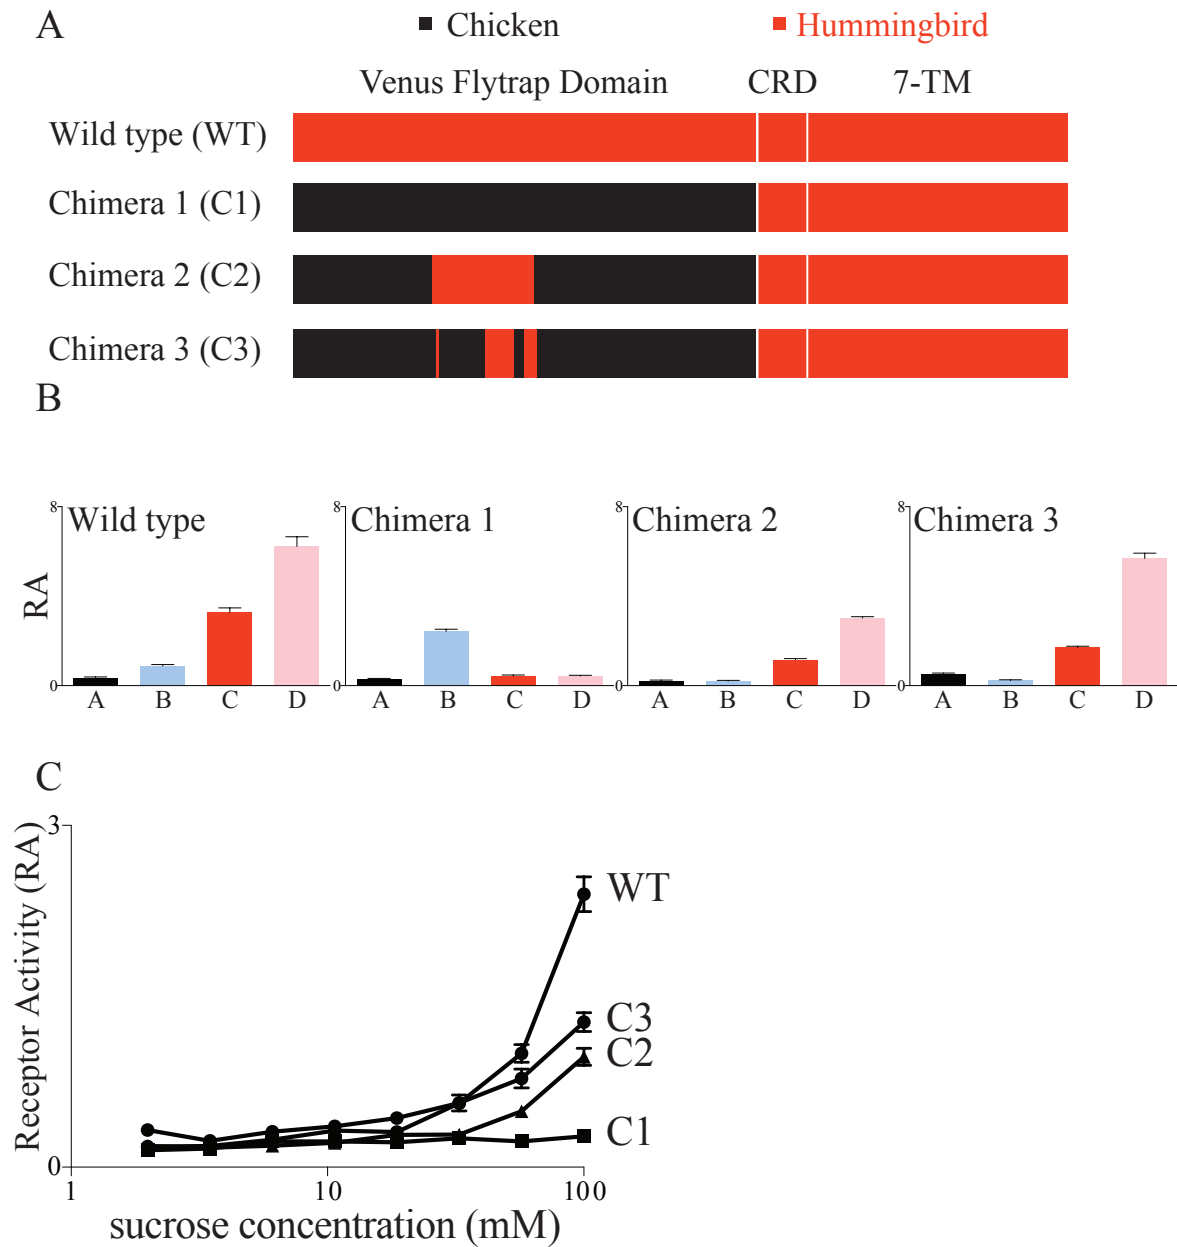 A
Chicken
Hummingbird
Venus Flytrap Domain CRD 7-TM
Wild type (WT)
Chimera 1 (C1)
Chimera 2 (C2)
Chimera 3 (C3)
B
8 Wild type
8 Chimera 1
8 Chimera 2
8 Chimera 3
RA
0
0
0
0
A B C D
A B C D
A B C D
A B C D
C
3
Receptor Activity (RA)
WT
C3
C2
C1
0
1 10 100
sucrose concentration (mM)